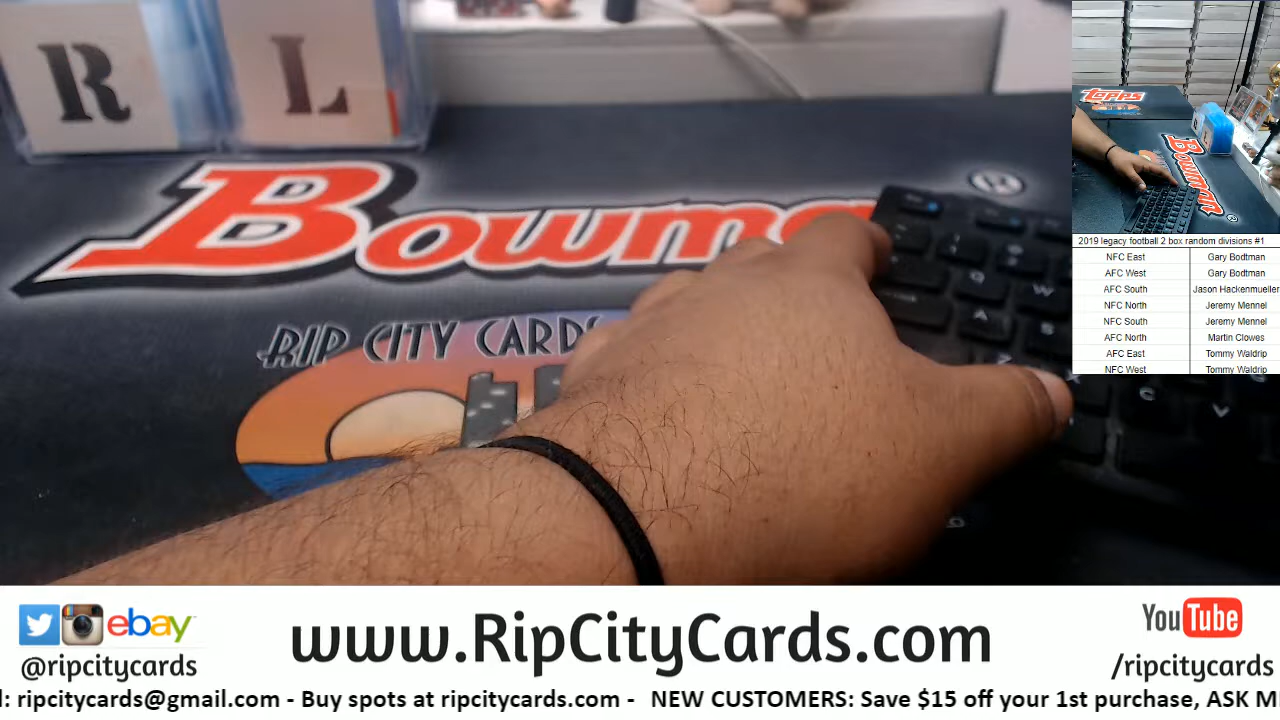 R L
Bowma
®
RIP CITY CARDS
Q W
A S
Z X C V
TOPPS
Bowman
2019 legacy football 2 box random divisions #1
NFC East Gary Bodtman
AFC West Gary Bodtman
AFC South Jason Hackenmueller
NFC North Jeremy Mennel
NFC South Jeremy Mennel
AFC North Martin Clowes
AFC East Tommy Waldrip
NFC West Tommy Waldrip
ebay
@ripcitycards
www.RipCityCards.com
YouTube
/ripcitycards
l: ripcitycards@gmail.com - Buy spots at ripcitycards.com - NEW CUSTOMERS: Save $15 off your 1st purchase, ASK M